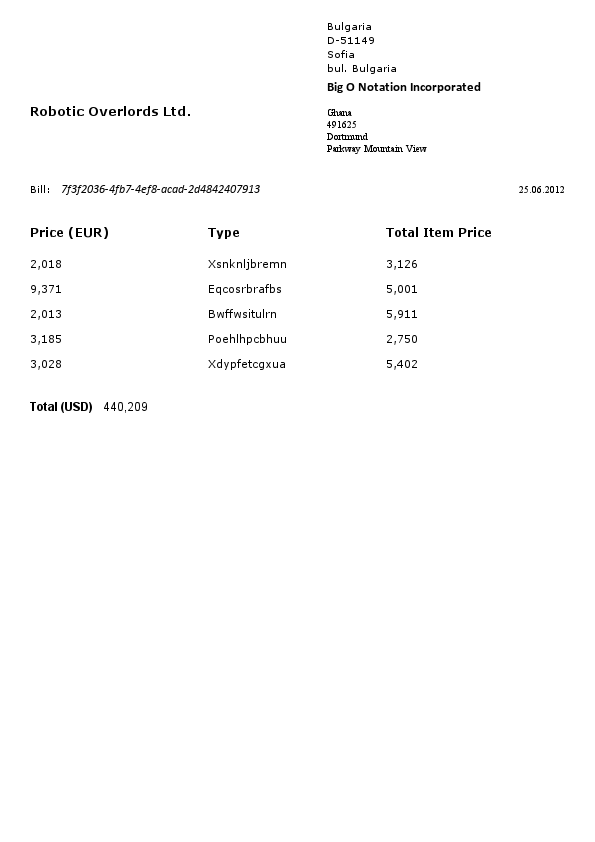 Bulgaria
D-51149
Sofia
bul. Bulgaria
Big O Notation Incorporated
Robotic Overlords Ltd.
Ghana
491625
Dortmund
Parkway Mountain View
Bill: 7f3f2036-4fb7-4ef8-acad-2d4842407913 25.06.2012
Price (EUR) Type Total Item Price
2,018 Xsnknljbremn 3,126
9,371 Eqcosrbrafbs 5,001
2,013 Bwffwsitulrn 5,911
3,185 Poehlhpcbhuu 2,750
3,028 Xdypfetcgxua 5,402
Total (USD) 440,209